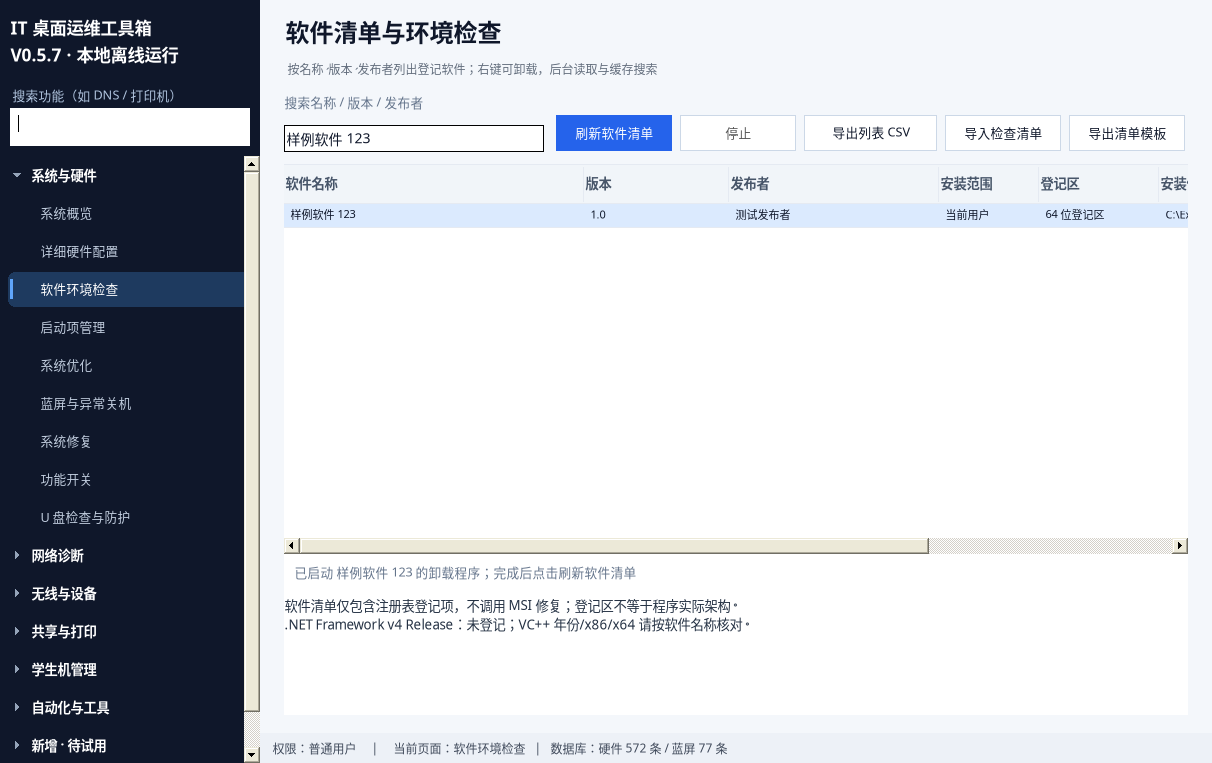 IT 桌面运维工具箱
V0.5.7 · 本地离线运行
搜索功能（如 DNS / 打印机）
系统与硬件
系统概览
详细硬件配置
软件环境检查
启动项管理
系统优化
蓝屏与异常关机
系统修复
功能开关
U 盘检查与防护
网络诊断
无线与设备
共享与打印
学生机管理
自动化与工具
新增 · 待试用
软件清单与环境检查
按名称 ·版本 ·发布者列出登记软件；右键可卸载，后台读取与缓存搜索
搜索名称 / 版本 / 发布者
样例软件 123
刷新软件清单 停止 导出列表 CSV 导入检查清单 导出清单模板
软件名称 版本 发布者 安装范围 登记区 安装
样例软件 123 1.0 测试发布者 当前用户 64 位登记区 C:\Ex
已启动 样例软件 123 的卸载程序；完成后点击刷新软件清单
软件清单仅包含注册表登记项，不调用 MSI 修复；登记区不等于程序实际架构。
.NET Framework v4 Release：未登记；VC++ 年份/x86/x64 请按软件名称核对。
权限：普通用户 | 当前页面：软件环境检查 | 数据库：硬件 572 条 / 蓝屏 77 条